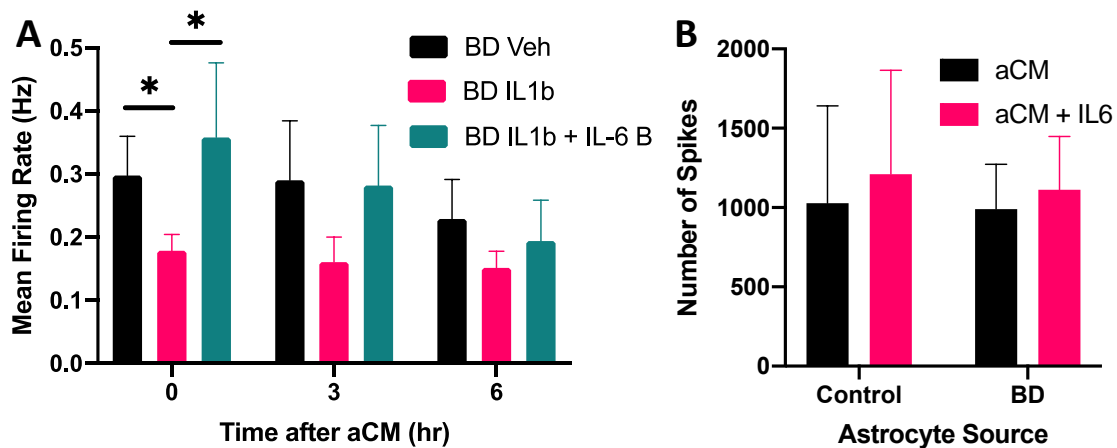 A
Mean Firing Rate (Hz)
0.5
0.4
0.3
0.2
0.1
0.0
*
*
BD Veh
BD IL1b
BD IL1b + IL-6 B
0
3
6
Time after aCM (hr)
B
Number of Spikes
2000
1500
1000
500
0
aCM
aCM + IL6
Control
BD
Astrocyte Source